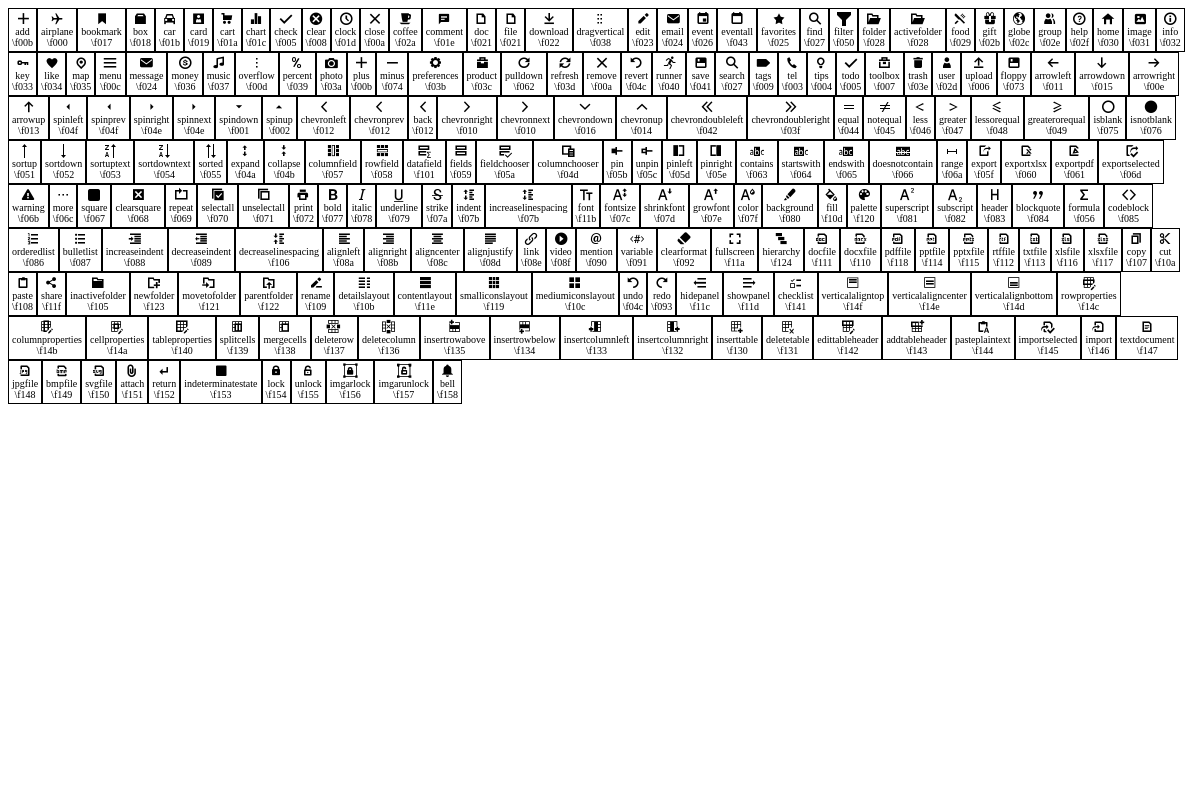 add airplane bookmark box car card cart chart check clear clock close coffee comment doc file download dragvertical edit email event eventall favorites find filter folder activefolder food gift globe group help home image info
\f00b \f000 \f017 \f018 \f01b \f019 \f01a \f01c \f005 \f008 \f01d \f00a \f02a \f01e \f021 \f021 \f022 \f038 \f023 \f024 \f026 \f043 \f025 \f027 \f050 \f028 \f028 \f029 \f02b \f02c \f02e \f02f \f030 \f031 \f032
key like map menu message money music overflow percent photo plus minus preferences product pulldown refresh remove revert runner save search tags tel tips todo toolbox trash user upload floppy arrowleft arrowdown arrowright
\f033 \f034 \f035 \f00c \f024 \f036 \f037 \f00d \f039 \f03a \f00b \f074 \f03b \f03c \f062 \f03d \f00a \f04c \f040 \f041 \f027 \f009 \f003 \f004 \f005 \f007 \f03e \f02d \f006 \f073 \f011 \f015 \f00e
arrowup spinleft spinprev spinright spinnext spindown spinup chevronleft chevronprev back chevronright chevronnext chevrondown chevronup chevrondoubleleft chevrondoubleright equal notequal less greater lessorequal greaterorequal isblank isnotblank
\f013 \f04f \f04f \f04e \f04e \f001 \f002 \f012 \f012 \f012 \f010 \f010 \f016 \f014 \f042 \f03f \f044 \f045 \f046 \f047 \f048 \f049 \f075 \f076
sortup sortdown sortuptext sortdowntext sorted expand collapse columnfield rowfield datafield fields fieldchooser columnchooser pin unpin pinleft pinright contains startswith endswith doesnotcontain range export exportxlsx exportpdf exportselected
\f051 \f052 \f053 \f054 \f055 \f04a \f04b \f057 \f058 \f101 \f059 \f05a \f04d \f05b \f05c \f05d \f05e \f063 \f064 \f065 \f066 \f06a \f05f \f060 \f061 \f06d
warning more square clearsquare repeat selectall unselectall print bold italic underline strike indent increaselinespacing font fontsize shrinkfont growfont color background fill palette superscript subscript header blockquote formula codeblock
\f06b \f06c \f067 \f068 \f069 \f070 \f071 \f072 \f077 \f078 \f079 \f07a \f07b \f07b \f11b \f07c \f07d \f07e \f07f \f080 \f10d \f120 \f081 \f082 \f083 \f084 \f056 \f085
orderedlist bulletlist increaseindent decreaseindent decreaselinespacing alignleft alignright aligncenter alignjustify link video mention variable clearformat fullscreen hierarchy docfile docxfile pdffile pptfile pptxfile rtffile txtfile xlsfile xlsxfile copy cut
\f086 \f087 \f088 \f089 \f106 \f08a \f08b \f08c \f08d \f08e \f08f \f090 \f091 \f092 \f11a \f124 \f111 \f110 \f118 \f114 \f115 \f112 \f113 \f116 \f117 \f107 \f10a
paste share inactivefolder newfolder movetofolder parentfolder rename detailslayout contentlayout smalliconslayout mediumiconslayout undo redo hidepanel showpanel checklist verticalaligntop verticalaligncenter verticalalignbottom rowproperties
\f108 \f11f \f105 \f123 \f121 \f122 \f109 \f10b \f11e \f119 \f10c \f04c \f093 \f11c \f11d \f141 \f14f \f14e \f14d \f14c
columnproperties cellproperties tableproperties splitcells mergecells deleterow deletecolumn insertrowabove insertrowbelow insertcolumnleft insertcolumnright inserttable deletetable edittableheader addtableheader pasteplaintext importselected import textdocument
\f14b \f14a \f140 \f139 \f138 \f137 \f136 \f135 \f134 \f133 \f132 \f130 \f131 \f142 \f143 \f144 \f145 \f146 \f147
jpgfile bmpfile svgfile attach return indeterminatestate lock unlock imgarlock imgarunlock bell
\f148 \f149 \f150 \f151 \f152 \f153 \f154 \f155 \f156 \f157 \f158